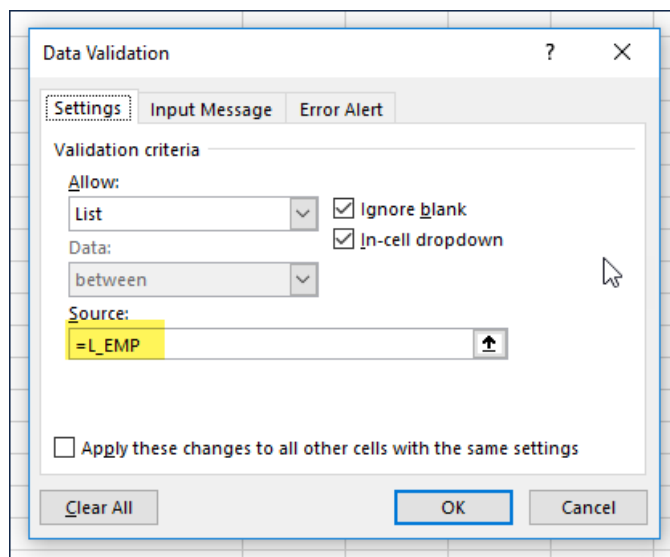 Data Validation ?
Settings Input Message Error Alert
Validation criteria
Allow:
List
Ignore blank
Data:
In-cell dropdown
between
Source:
=L_EMP
Apply these changes to all other cells with the same settings
Clear All OK Cancel